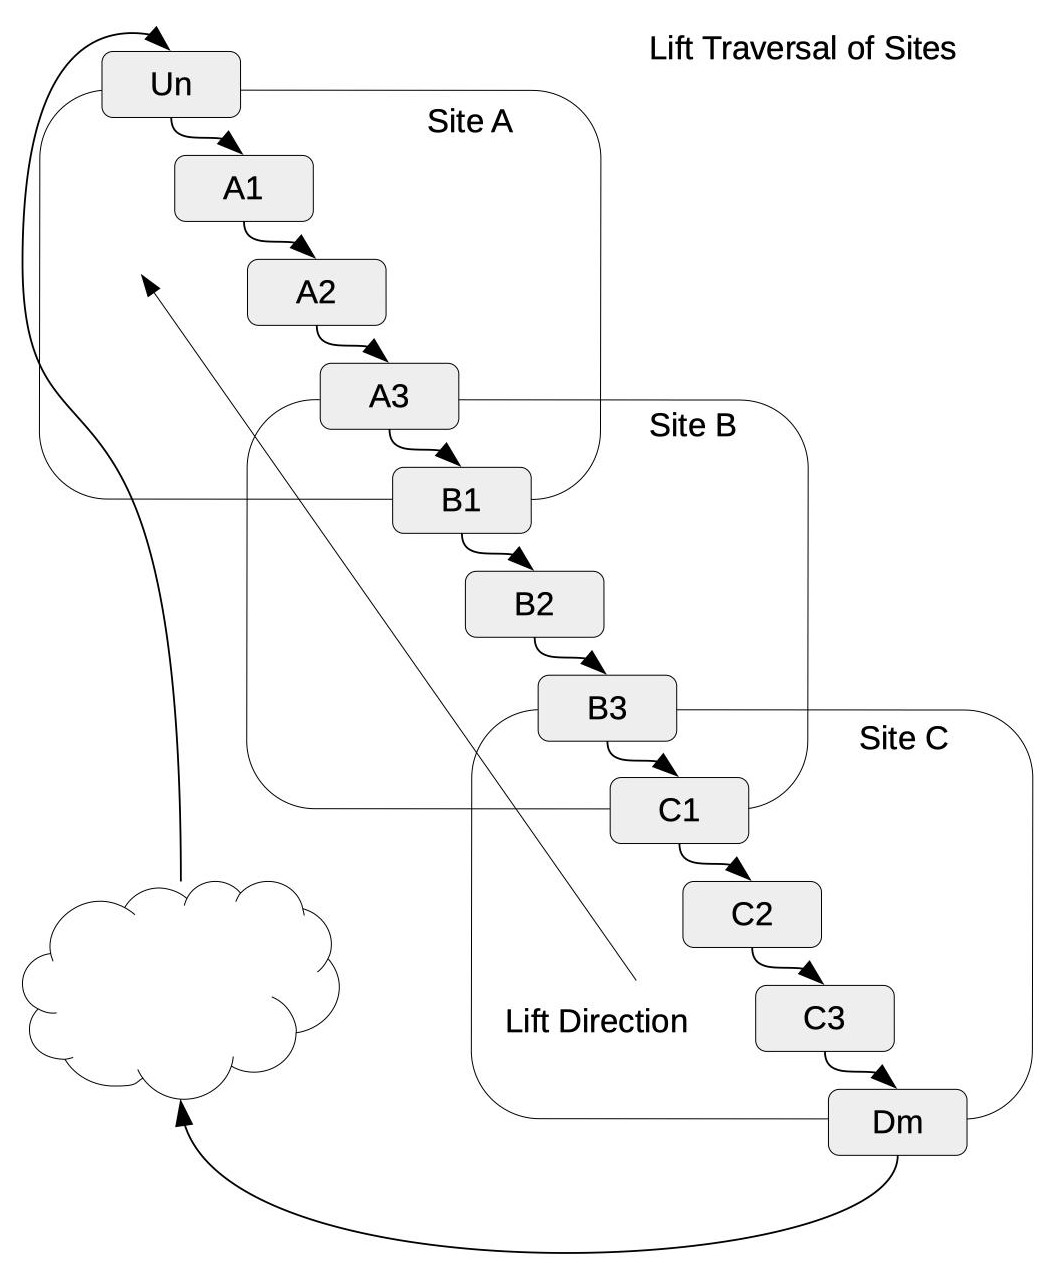 Lift Traversal of Sites
Un
Site A
A1
A2
A3
Site B
B1
B2
B3
Site C
C1
C2
C3
Lift Direction
Dm